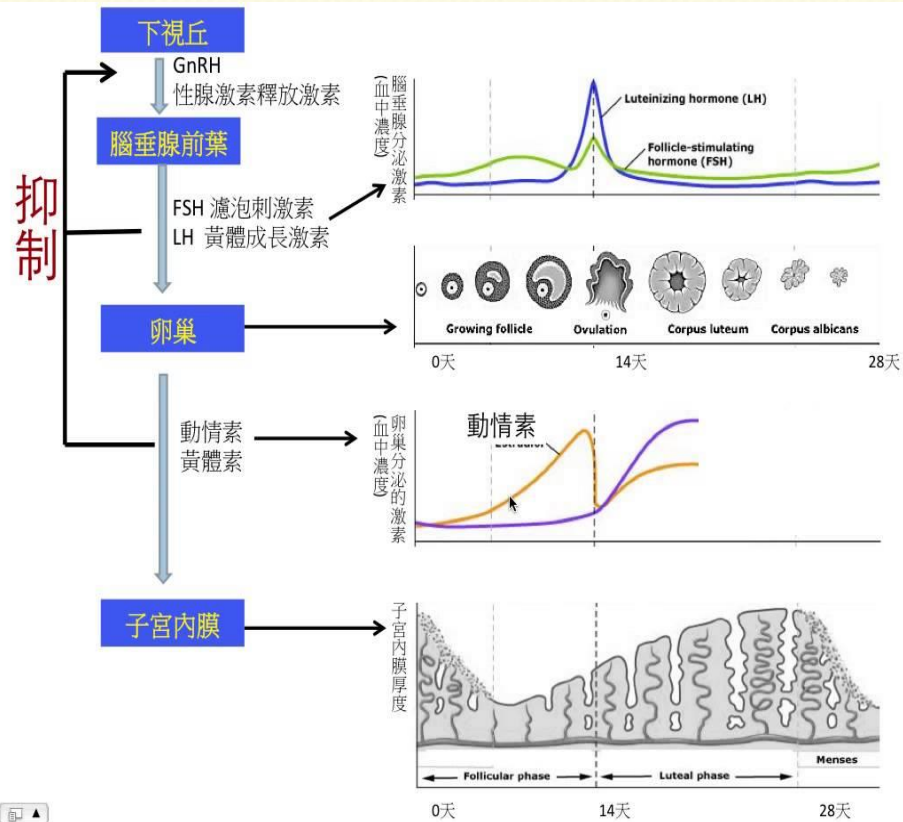 下視丘
GnRH
性腺激素釋放激素
腦垂腺前葉
FSH 濾泡刺激素
LH 黃體成長激素
抑制
卵巢
動情素
黃體素
子宮內膜
腦垂腺分泌激素
(血中濃度)
Luteinizing hormone (LH)
Follicle-stimulating
hormone (FSH)
Growing follicle
Ovulation
Corpus luteum
Corpus albicans
0天
14天
28天
卵巢分泌的激素
(血中濃度)
動情素
子宮內膜厚度
Menses
Follicular phase
Luteal phase
0天
14天
28天